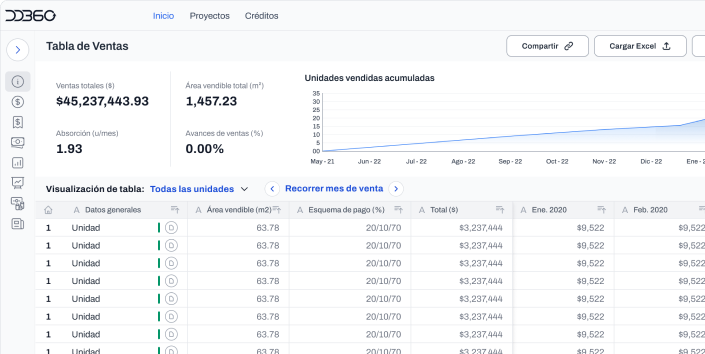 DD360
Inicio Proyectos Créditos
Tabla de Ventas
Compartir Cargar Excel
Ventas totales ($) Área vendible total (m²)
$45,237,443.93 1,457.23
Absorción (u/mes) Avances de ventas (%)
1.93 0.00%
Unidades vendidas acumuladas
35
30
25
20
15
10
5
00
May - 21 Jun - 22 Jul - 22 Ago - 22 Sep - 22 Oct - 22 Nov - 22 Dic - 22 Ene - 2
Visualización de tabla: Todas las unidades Recorrer mes de venta
A Datos generales A Área vendible (m2) A Esquema de pago (%) A Total ($) A Ene. 2020 A Feb. 2020
1 Unidad D 63.78 20/10/70 $3,237,444 $9,522 $9,522
1 Unidad D 63.78 20/10/70 $3,237,444 $9,522 $9,522
1 Unidad D 63.78 20/10/70 $3,237,444 $9,522 $9,522
1 Unidad D 63.78 20/10/70 $3,237,444 $9,522 $9,522
1 Unidad D 63.78 20/10/70 $3,237,444 $9,522 $9,522
1 Unidad D 63.78 20/10/70 $3,237,444 $9,522 $9,522
1 Unidad D 63.78 20/10/70 $3,237,444 $9,522 $9,522
1 Unidad D 63.78 20/10/70 $3,237,444 $9,522 $9,522